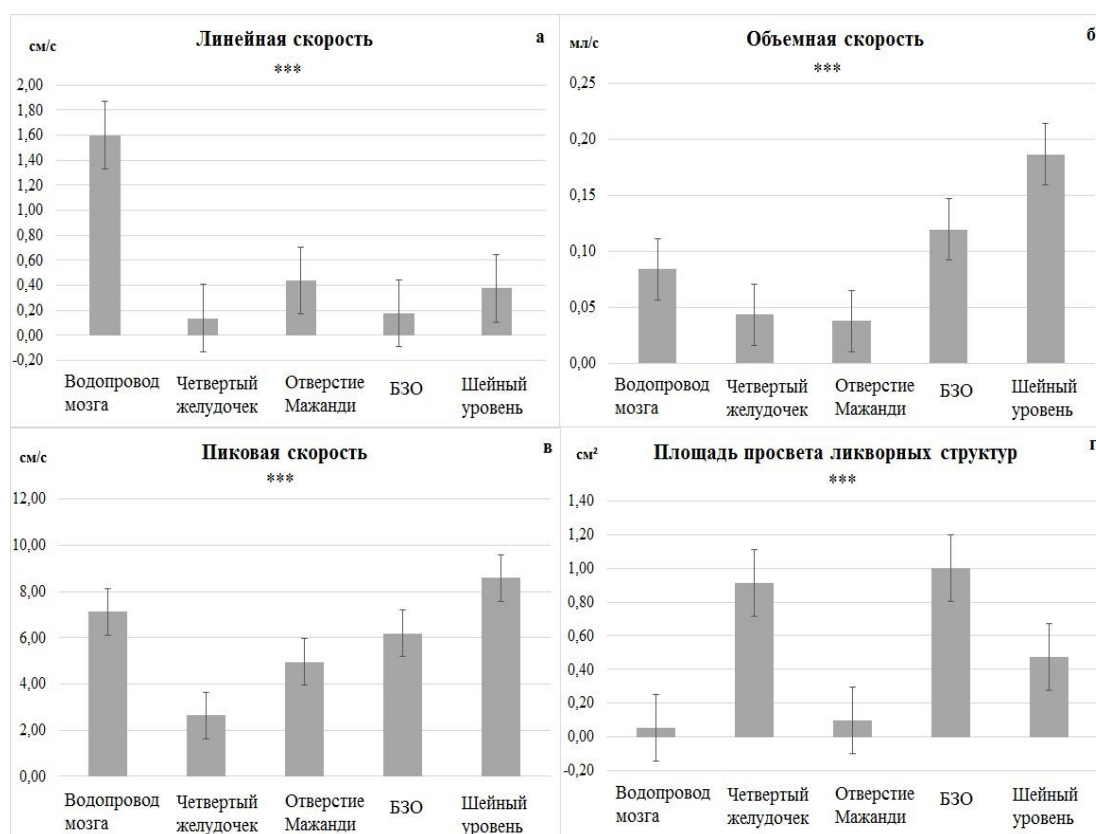 Линейная скорость
а
см/с
***
2,00
1,80
1,60
1,40
1,20
1,00
0,80
0,60
0,40
0,20
0,00
-0,20
Водопровод
мозга
Четвертый
желудочек
Отверстие
Мажанди
БЗО
Шейный
уровень
Объемная скорость
б
мл/с
***
0,25
0,20
0,15
0,10
0,05
0,00
Водопровод
мозга
Четвертый
желудочек
Отверстие
Мажанди
БЗО
Шейный
уровень
Пиковая скорость
в
см/с
***
12,00
10,00
8,00
6,00
4,00
2,00
0,00
Водопровод
мозга
Четвертый
желудочек
Отверстие
Мажанди
БЗО
Шейный
уровень
Площадь просвета ликворных структур
г
см²
***
1,40
1,20
1,00
0,80
0,60
0,40
0,20
0,00
-0,20
Водопровод
мозга
Четвертый
желудочек
Отверстие
Мажанди
БЗО
Шейный
уровень